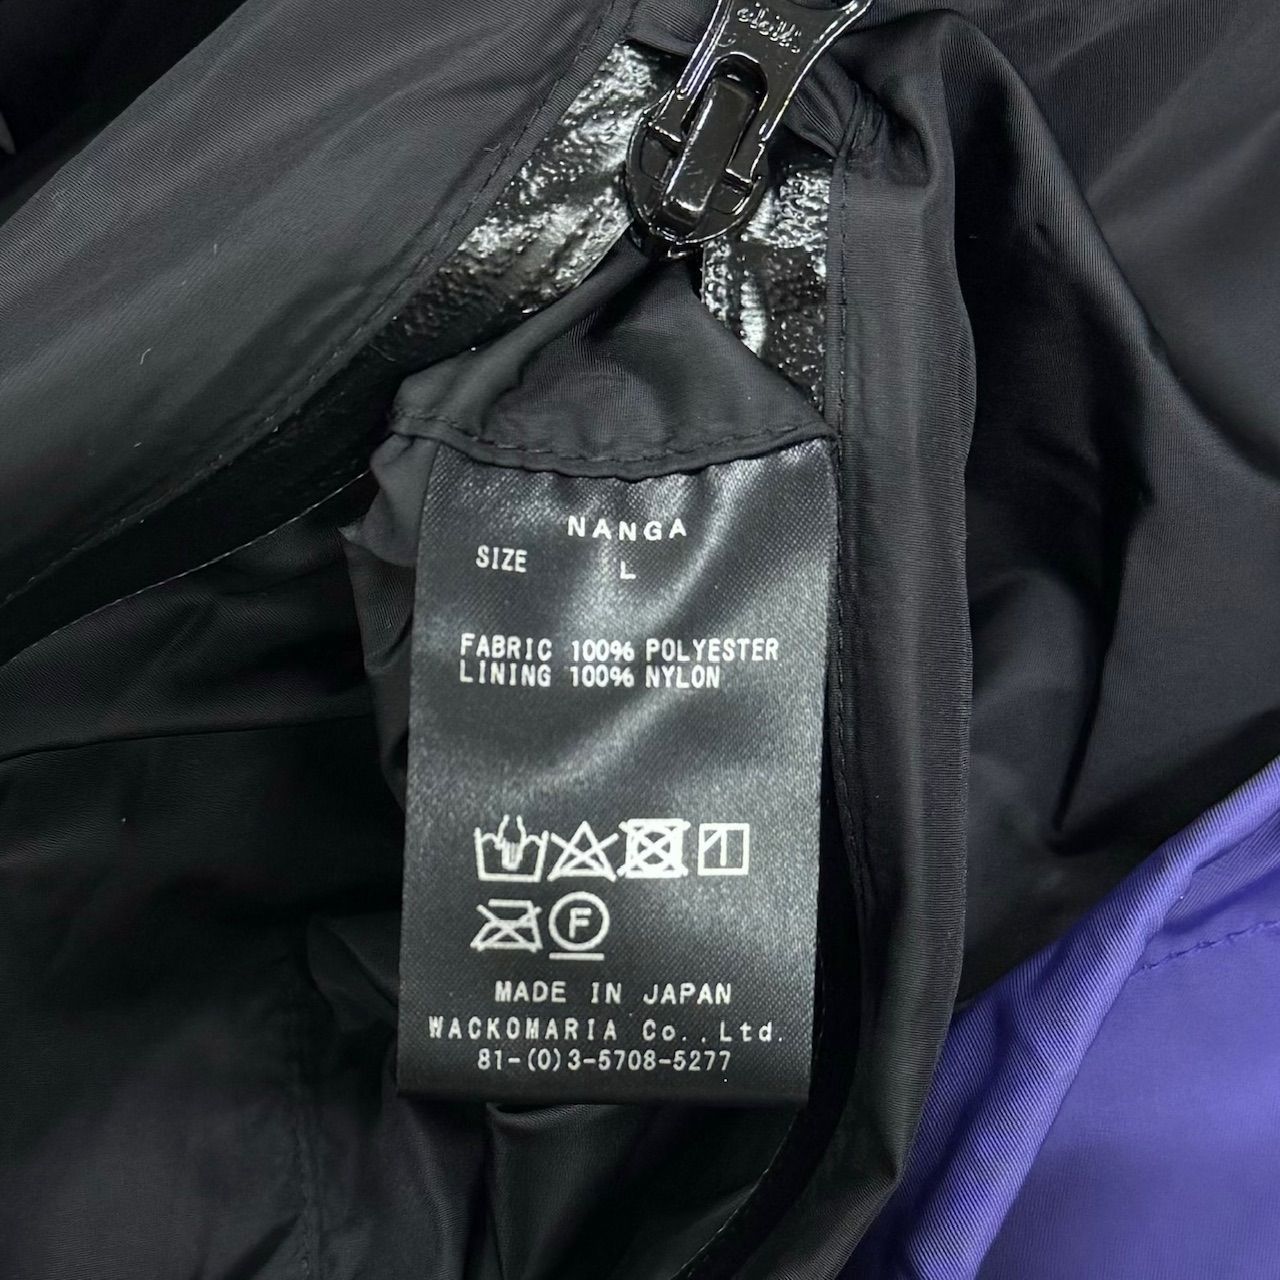 NANGA
SIZE L
FABRIC 100% POLYESTER
LINING 100% NYLON
F
MADE IN JAPAN
WACKOMARIA Co.,Ltd.
81-(0)3-5708-5277